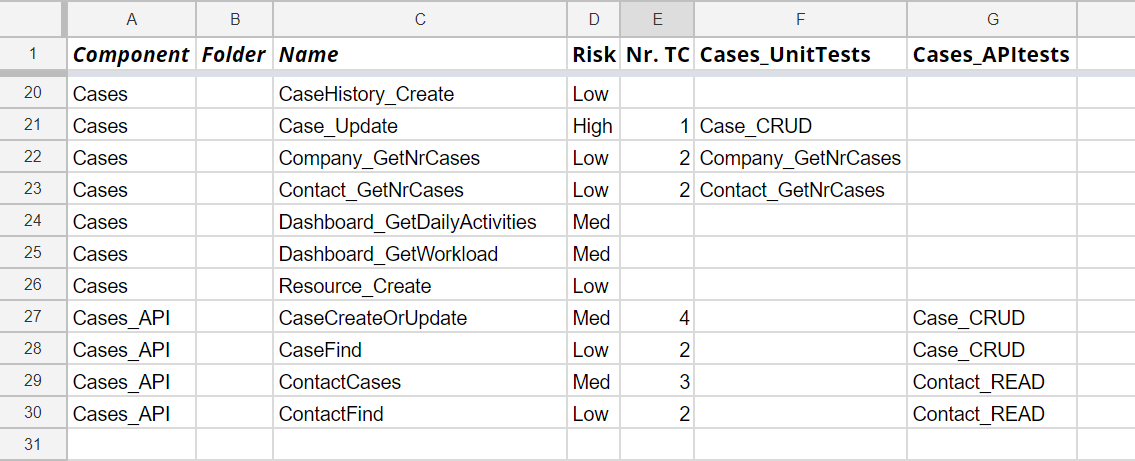 A B C D E F G
1 Component Folder Name Risk Nr. TC Cases_UnitTests Cases_APItests
20 Cases CaseHistory_Create Low
21 Cases Case_Update High 1 Case_CRUD
22 Cases Company_GetNrCases Low 2 Company_GetNrCases
23 Cases Contact_GetNrCases Low 2 Contact_GetNrCases
24 Cases Dashboard_GetDailyActivities Med
25 Cases Dashboard_GetWorkload Med
26 Cases Resource_Create Low
27 Cases_API CaseCreateOrUpdate Med 4 Case_CRUD
28 Cases_API CaseFind Low 2 Case_CRUD
29 Cases_API ContactCases Med 3 Contact_READ
30 Cases_API ContactFind Low 2 Contact_READ
31